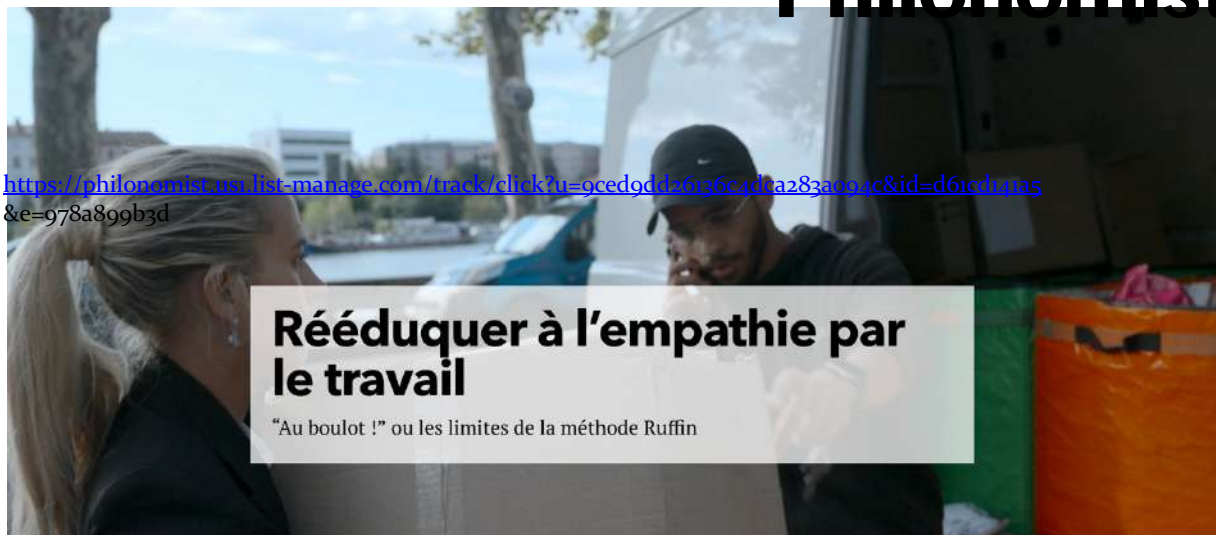 Philonomist
https://philonomist.us1.list-manage.com/track/click?u=9ced9dd26136c4dca283a094c&id=d61cd141a5
&e=978a899b3d
Rééduquer à l’empathie par
le travail
“Au boulot !” ou les limites de la méthode Ruffin